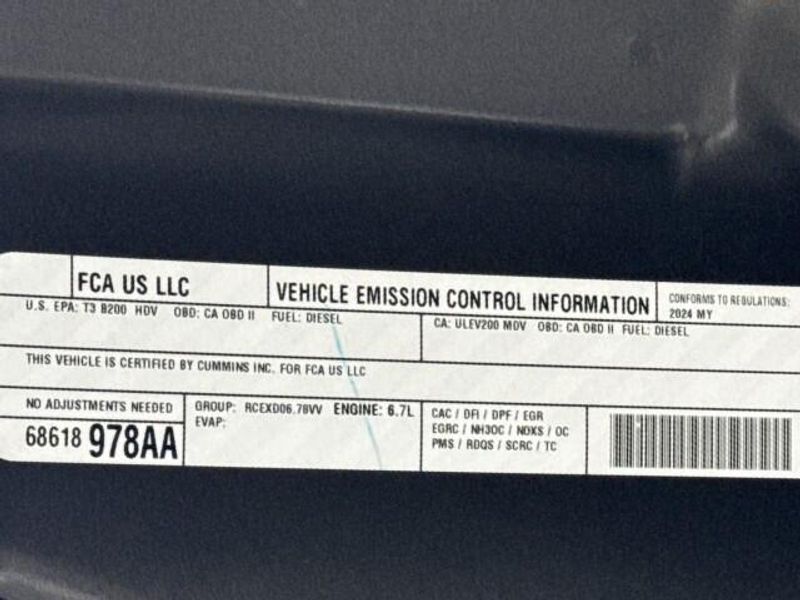 FCA US LLC
VEHICLE EMISSION CONTROL INFORMATION
CONFORMS TO REGULATIONS:
2024 MY
U.S. EPA: T3 B200 HDV OBD: CA OBD II FUEL: DIESEL
CA: ULEV200 MDV OBD: CA OBD II FUEL: DIESEL
THIS VEHICLE IS CERTIFIED BY CUMMINS INC. FOR FCA US LLC
NO ADJUSTMENTS NEEDED
68618 978AA
GROUP: RCEXD06.78VV ENGINE: 6.7L
EVAP:
CAC / DFI / DPF / EGR
EGRC / NH3OC / NOXS / OC
PMS / RDQS / SCRC / TC